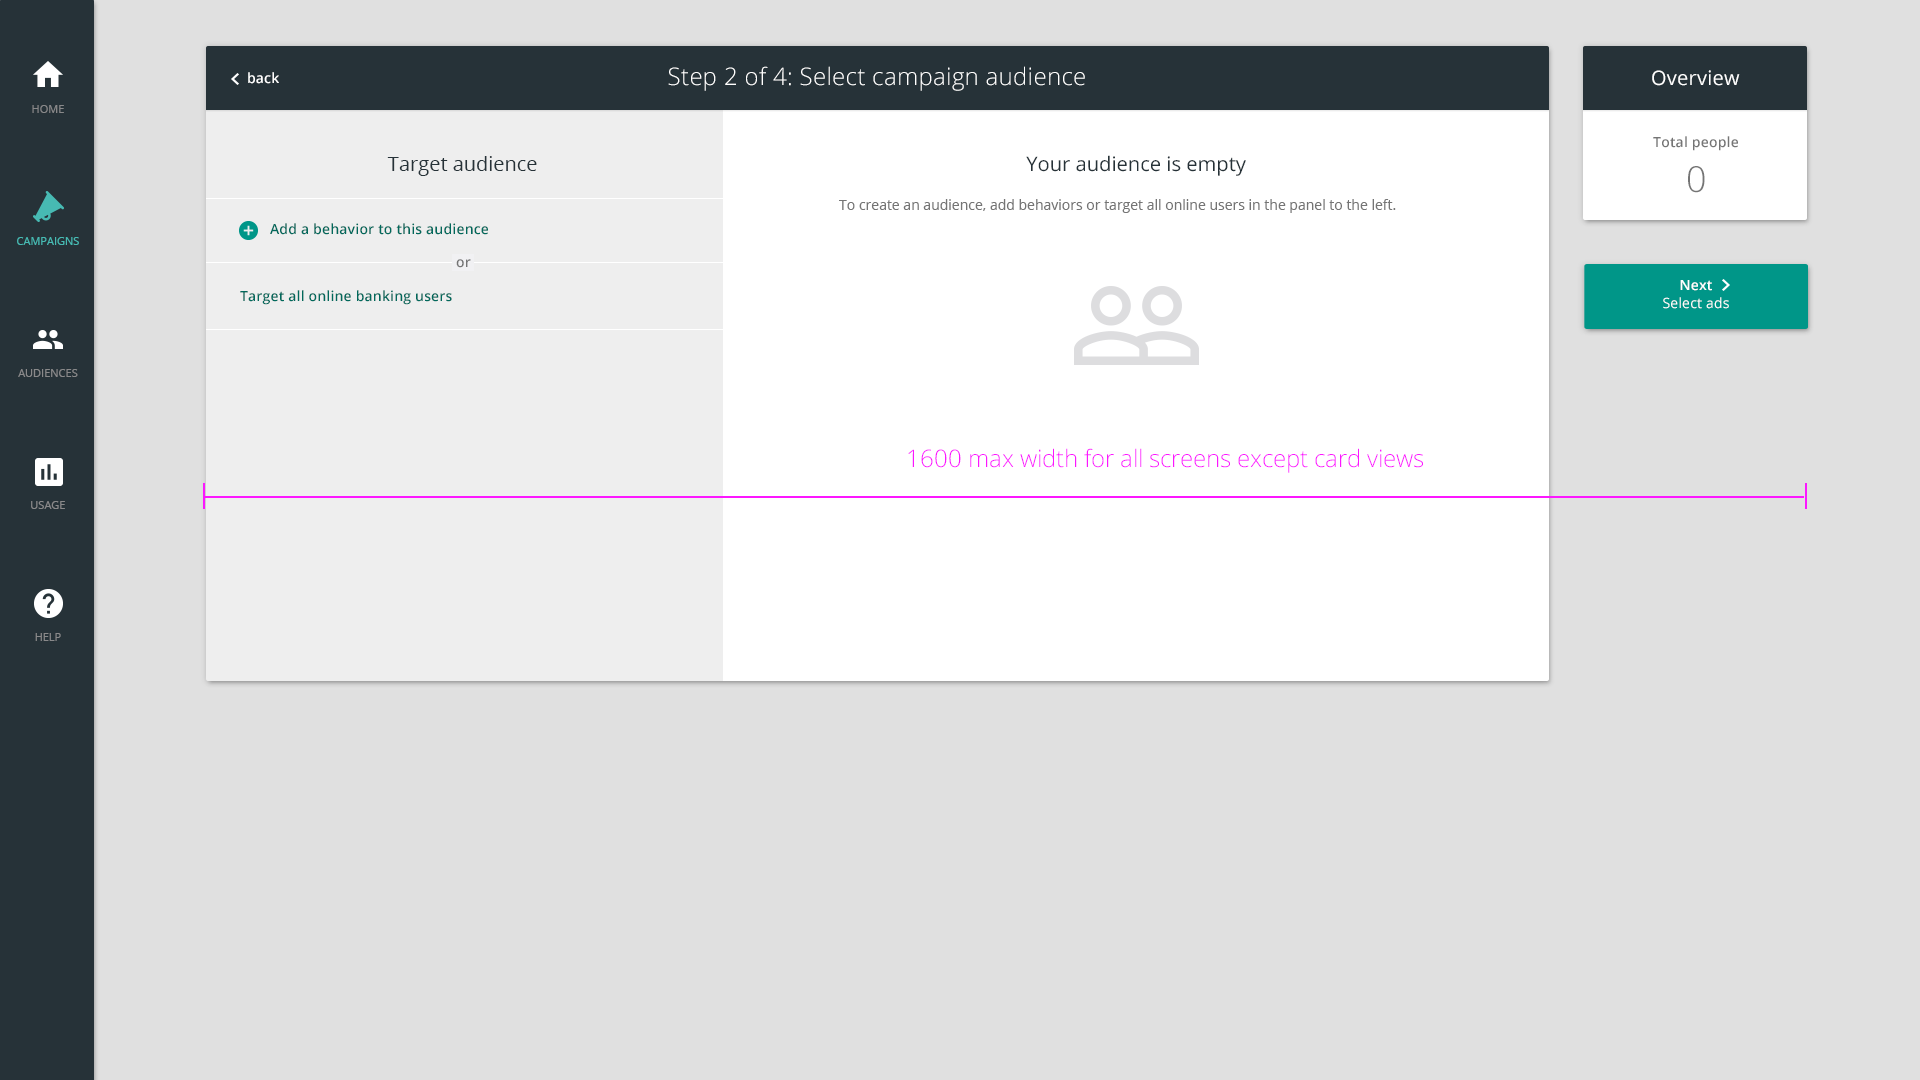 HOME
CAMPAIGNS
AUDIENCES
USAGE
HELP
back
Step 2 of 4: Select campaign audience
Target audience
Add a behavior to this audience
or
Target all online banking users
Your audience is empty
To create an audience, add behaviors or target all online users in the panel to the left.
1600 max width for all screens except card views
Overview
Total people
0
Next
Select ads